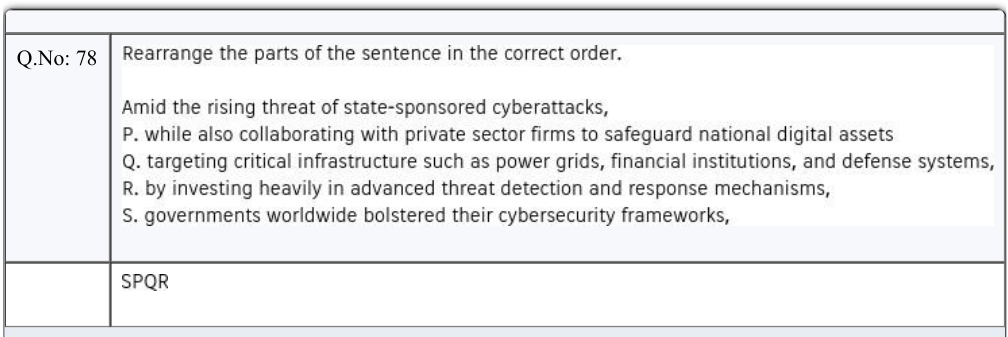 Q.No: 78
Rearrange the parts of the sentence in the correct order.
Amid the rising threat of state-sponsored cyberattacks,
P. while also collaborating with private sector firms to safeguard national digital assets
Q. targeting critical infrastructure such as power grids, financial institutions, and defense systems,
R. by investing heavily in advanced threat detection and response mechanisms,
S. governments worldwide bolstered their cybersecurity frameworks,
SPQR